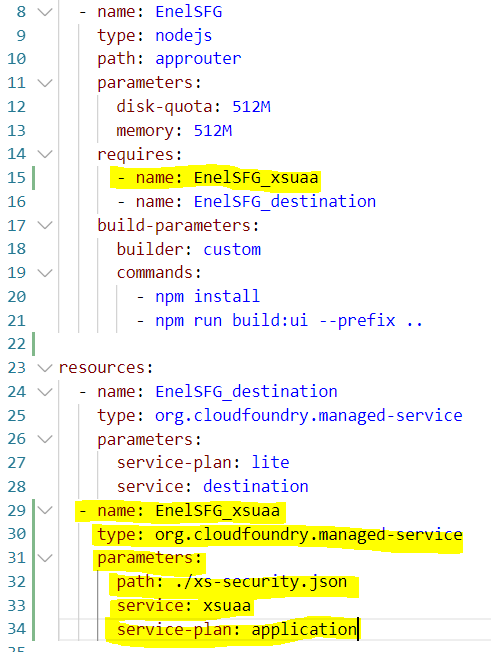 8 - name: EnelSFG
9 type: nodejs
10 path: approuter
11 parameters:
12 disk-quota: 512M
13 memory: 512M
14 requires:
15 - name: EnelSFG_xsuaa
16 - name: EnelSFG_destination
17 build-parameters:
18 builder: custom
19 commands:
20 - npm install
21 - npm run build:ui --prefix ..
22
23 resources:
24 - name: EnelSFG_destination
25 type: org.cloudfoundry.managed-service
26 parameters:
27 service-plan: lite
28 service: destination
29 - name: EnelSFG_xsuaa
30 type: org.cloudfoundry.managed-service
31 parameters:
32 path: ./xs-security.json
33 service: xsuaa
34 service-plan: application